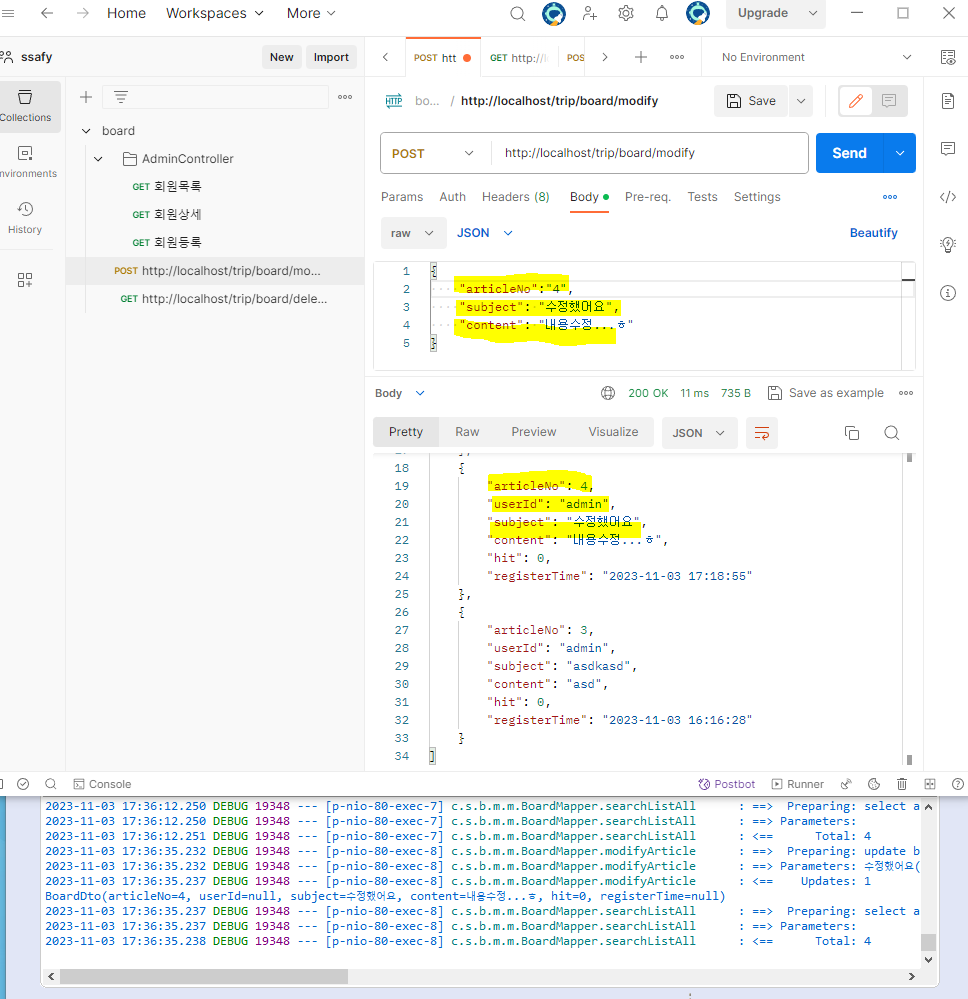 Home Workspaces More Upgrade
ssafy New Import POST htt GET http://l POS No Environment
Collections
HTTP bo... / http://localhost/trip/board/modify Save
board
AdminController
POST http://localhost/trip/board/modify Send
nvironments
GET 회원목록
Params Auth Headers (8) Body Pre-req. Tests Settings
GET 회원상세
History
raw JSON Beautify
GET 회원등록
POST http://localhost/trip/board/mo...
GET http://localhost/trip/board/dele...
1 {
2 "articleNo":"4",
3 "subject": "수정했어요",
4 "content": "내용수정...ㅎ"
5 }
Body 200 OK 11 ms 735 B Save as example
Pretty Raw Preview Visualize JSON
18 {
19 "articleNo": 4,
20 "userId": "admin",
21 "subject": "수정했어요",
22 "content": "내용수정...ㅎ",
23 "hit": 0,
24 "registerTime": "2023-11-03 17:18:55"
25 },
26 {
27 "articleNo": 3,
28 "userId": "admin",
29 "subject": "asdkasd",
30 "content": "asd",
31 "hit": 0,
32 "registerTime": "2023-11-03 16:16:28"
33 }
34 ]
Console Postbot Runner
2023-11-03 17:36:12.250 DEBUG 19348 --- [p-nio-80-exec-7] c.s.b.m.m.BoardMapper.searchListAll : ==> Preparing: select a
2023-11-03 17:36:12.250 DEBUG 19348 --- [p-nio-80-exec-7] c.s.b.m.m.BoardMapper.searchListAll : ==> Parameters:
2023-11-03 17:36:12.251 DEBUG 19348 --- [p-nio-80-exec-7] c.s.b.m.m.BoardMapper.searchListAll : <== Total: 4
2023-11-03 17:36:35.232 DEBUG 19348 --- [p-nio-80-exec-8] c.s.b.m.m.BoardMapper.modifyArticle : ==> Preparing: update b
2023-11-03 17:36:35.232 DEBUG 19348 --- [p-nio-80-exec-8] c.s.b.m.m.BoardMapper.modifyArticle : ==> Parameters: 수정했어요(
2023-11-03 17:36:35.237 DEBUG 19348 --- [p-nio-80-exec-8] c.s.b.m.m.BoardMapper.modifyArticle : <== Updates: 1
BoardDto(articleNo=4, userId=null, subject=수정했어요, content=내용수정...ㅎ, hit=0, registerTime=null)
2023-11-03 17:36:35.237 DEBUG 19348 --- [p-nio-80-exec-8] c.s.b.m.m.BoardMapper.searchListAll : ==> Preparing: select a
2023-11-03 17:36:35.237 DEBUG 19348 --- [p-nio-80-exec-8] c.s.b.m.m.BoardMapper.searchListAll : ==> Parameters:
2023-11-03 17:36:35.238 DEBUG 19348 --- [p-nio-80-exec-8] c.s.b.m.m.BoardMapper.searchListAll : <== Total: 4